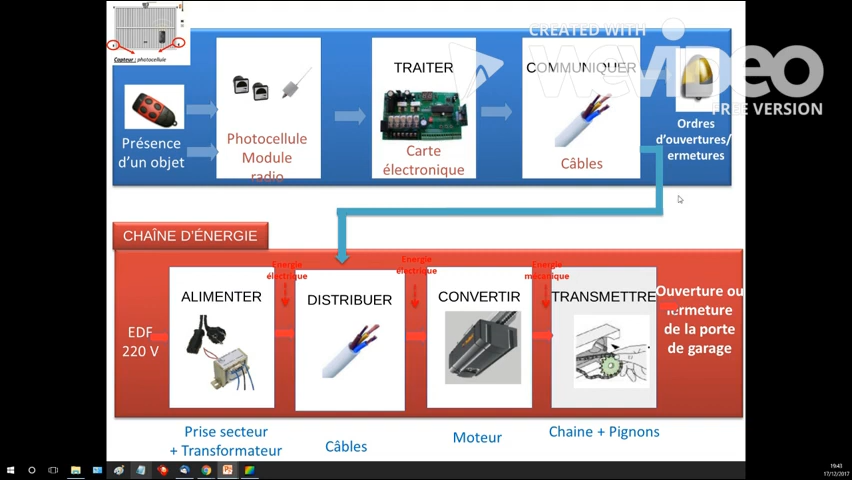 CREATED WITH
WeVideo
FREE VERSION
Capteur : photocellule
TRAITER
COMMUNIQUER
Présence
d'un objet
Photocellule
Module
radio
Carte
électronique
Câbles
Ordres
d'ouvertures/
ermetures
CHAÎNE D'ÉNERGIE
Energie
électrique
Energie
électrique
Energie
mécanique
ALIMENTER
DISTRIBUER
CONVERTIR
TRANSMETTRE
EDF
220 V
Ouverture ou
fermeture
de la porte
de garage
Prise secteur
+ Transformateur
Câbles
Moteur
Chaine + Pignons
19:43
17/12/2017